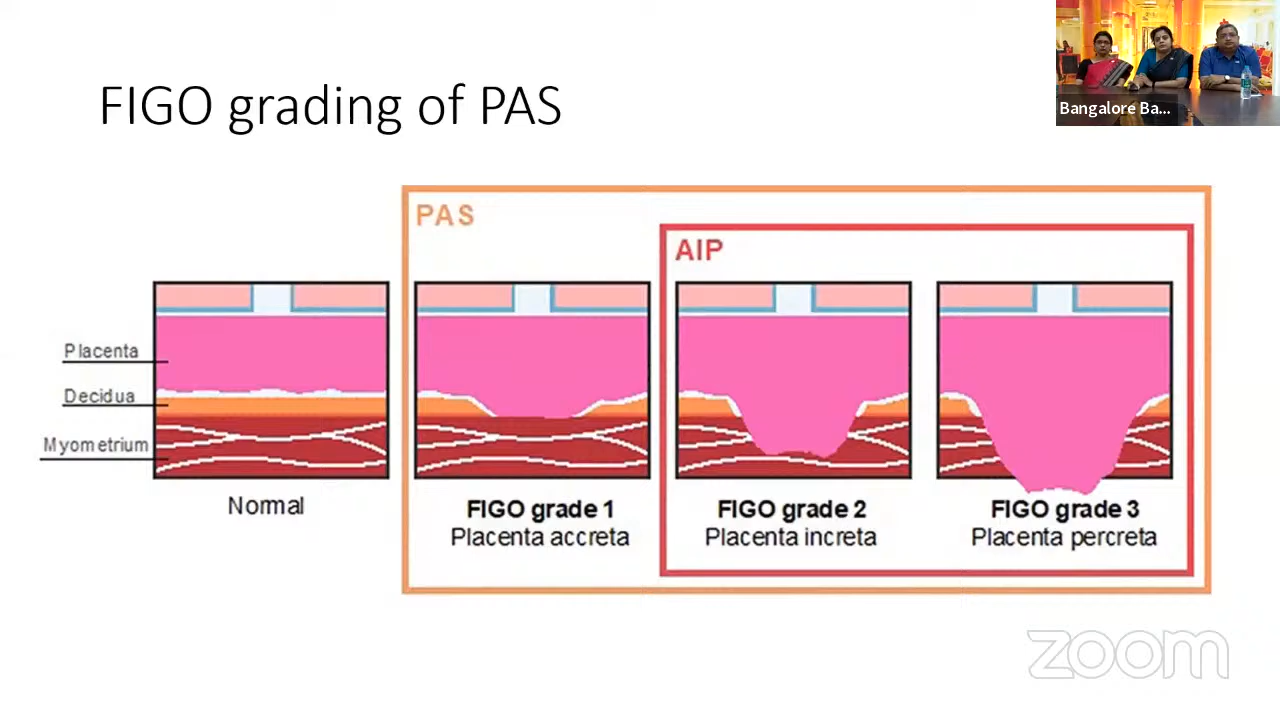 FIGO grading of PAS
Bangalore Ba...
PAS
AIP
Placenta
Decidua
Myometrium
Normal
FIGO grade 1
Placenta accreta
FIGO grade 2
Placenta increta
FIGO grade 3
Placenta percreta
zoom